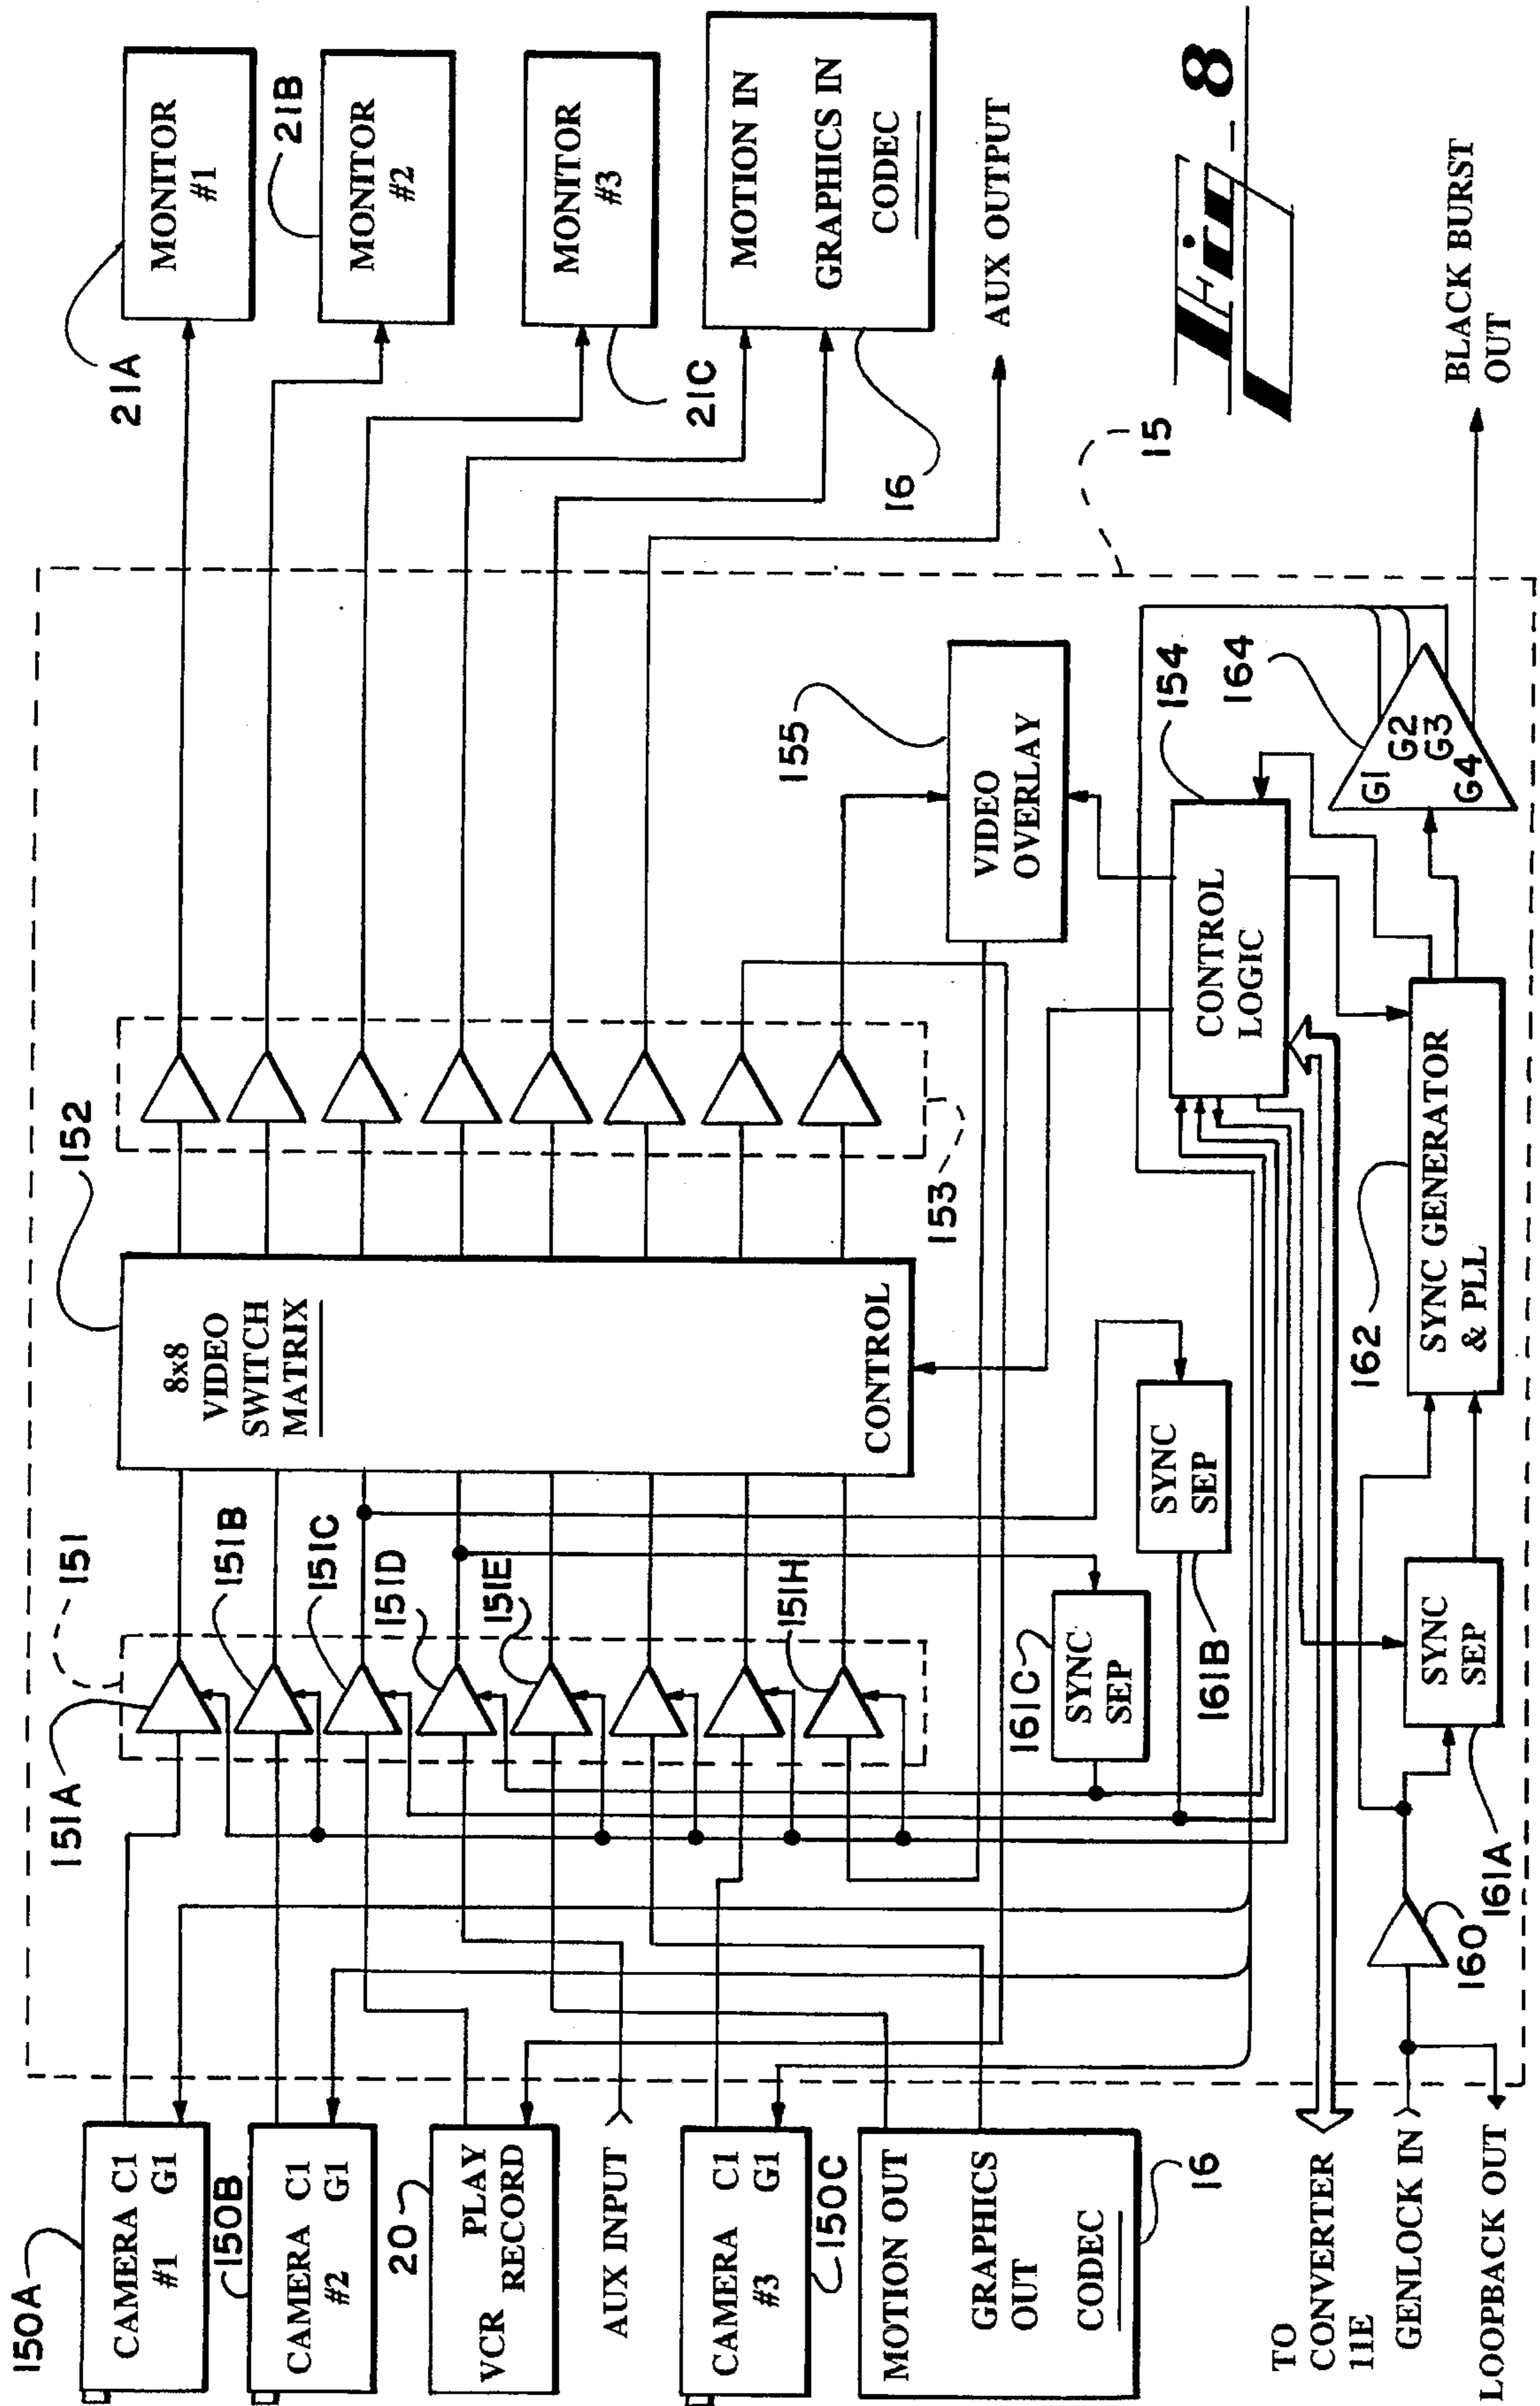 150A
CAMERA C1
#1 G1
150B
CAMERA C1
#2 G1
20
VCR PLAY
RECORD
AUX INPUT
CAMERA C1
#3 G1
150C
MOTION OUT
GRAPHICS
OUT
CODEC
16
TO
CONVERTER
11E
GENLOCK IN
LOOPBACK OUT
151A
151
151B
151C
151D
151E
151H
161C
SYNC
SEP
SYNC
SEP
161B
160
161A
SYNC
SEP
152
8x8
VIDEO
SWITCH
MATRIX
CONTROL
153
155
VIDEO
OVERLAY
154
CONTROL
LOGIC
162
SYNC GENERATOR
& PLL
164
G1
G2
G3
G4
15
21A
MONITOR
#1
21B
MONITOR
#2
MONITOR
#3
21C
MOTION IN
GRAPHICS IN
CODEC
16
AUX OUTPUT
BLACK BURST
OUT
Fig. 8